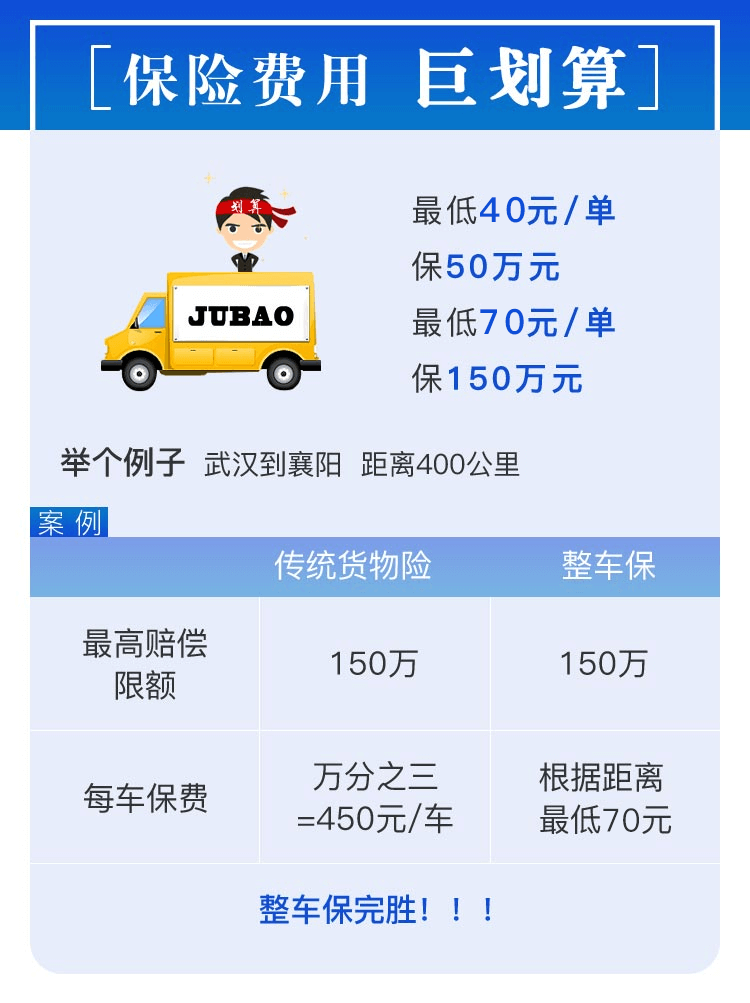 [保险费用 巨划算]
划算
JUBAO
最低40元/单
保50万元
最低70元/单
保150万元
举个例子 武汉到襄阳 距离400公里
案例
传统货物险 整车保
最高赔偿
限额
150万 150万
每车保费
万分之三
=450元/车
根据距离
最低70元
整车保完胜！！！